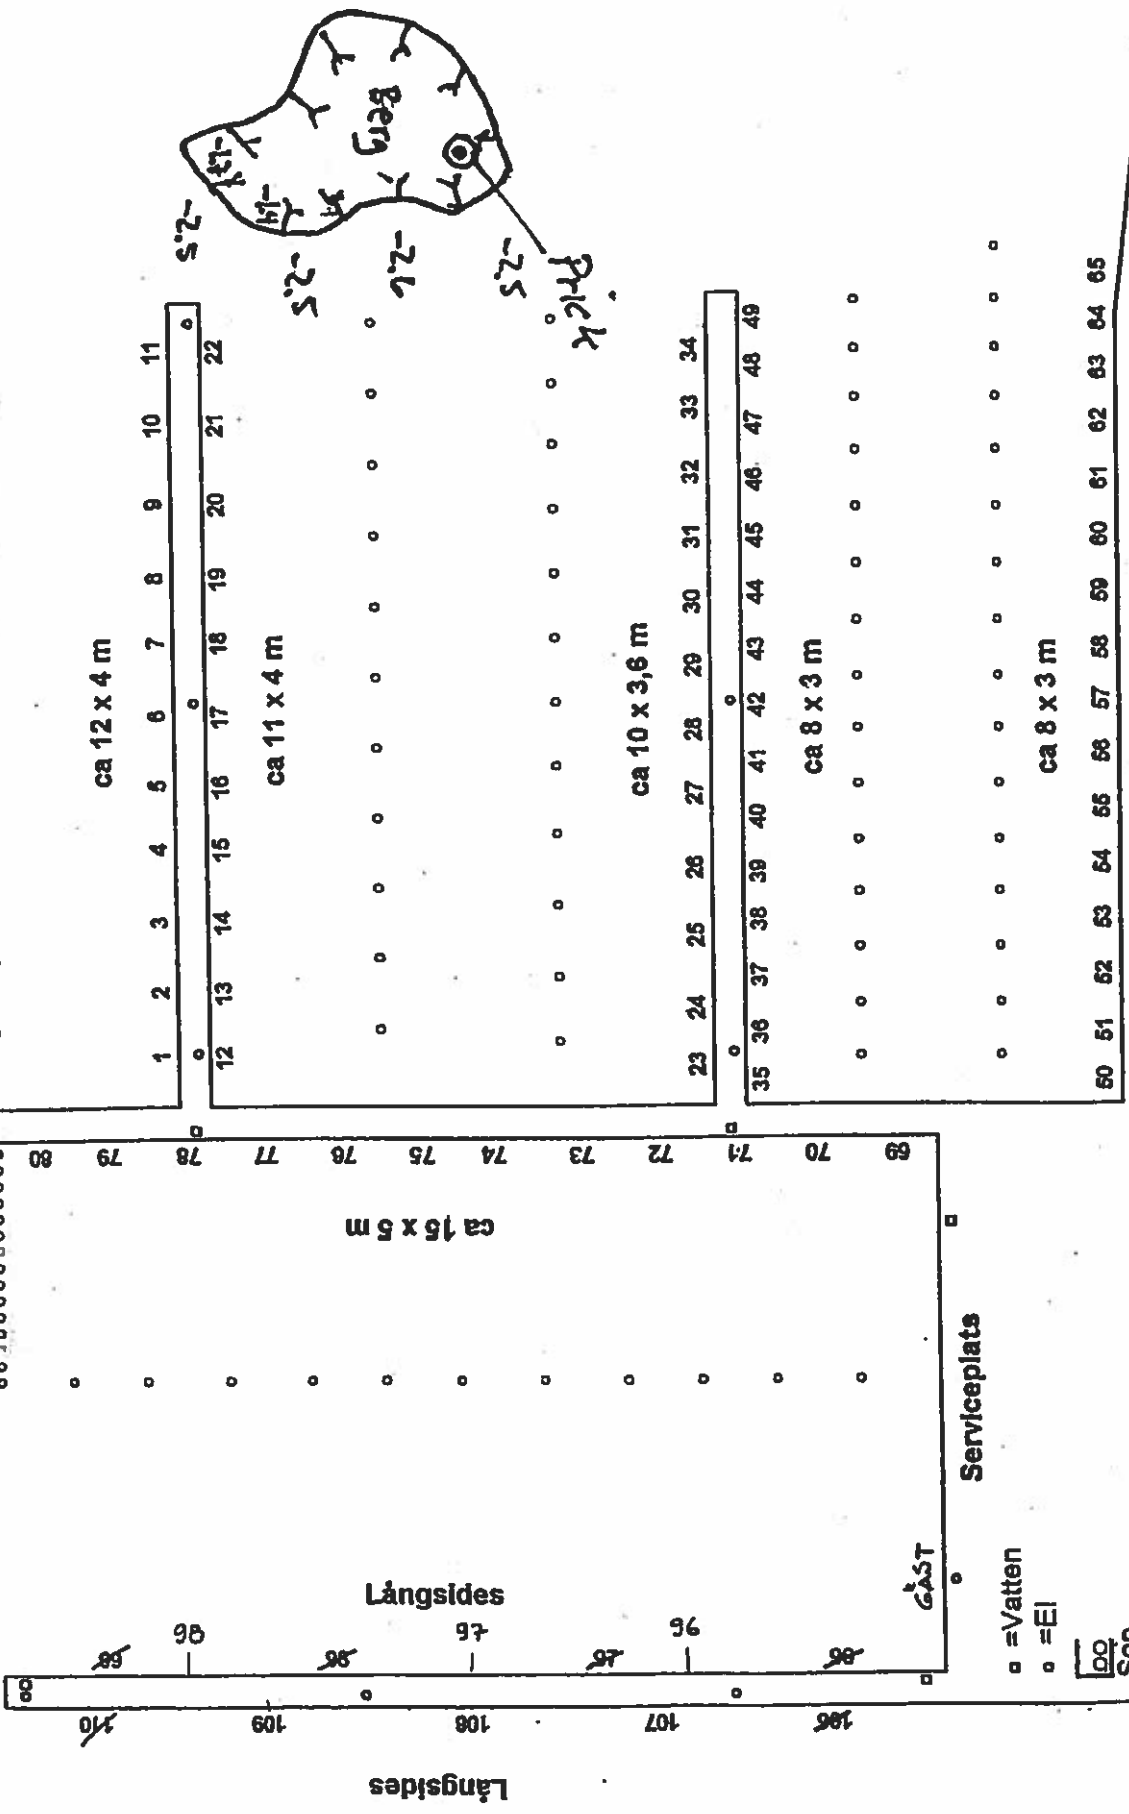 Berg
-1.4
-2.5
-2.5
-2.6
-2.5
Prick
ca 12 x 4 m
1 2 3 4 5 6 7 8 9 10 11
12 13 14 15 16 17 18 19 20 21 22
ca 11 x 4 m
ca 10 x 3,6 m
23 24 25 26 27 28 29 30 31 32 33 34
35 36 37 38 39 40 41 42 43 44 45 46 47 48 49
ca 8 x 3 m
ca 8 x 3 m
50 51 52 53 54 55 56 57 58 59 60 61 62 63 64 65
80 79 78 77 76 75 74 73 72 71 70 69
ca 15 x 5 m
Serviceplats
Långsides
98 97 96
GÄST
110 109 108 107 106
Långsides
=Vatten
=El